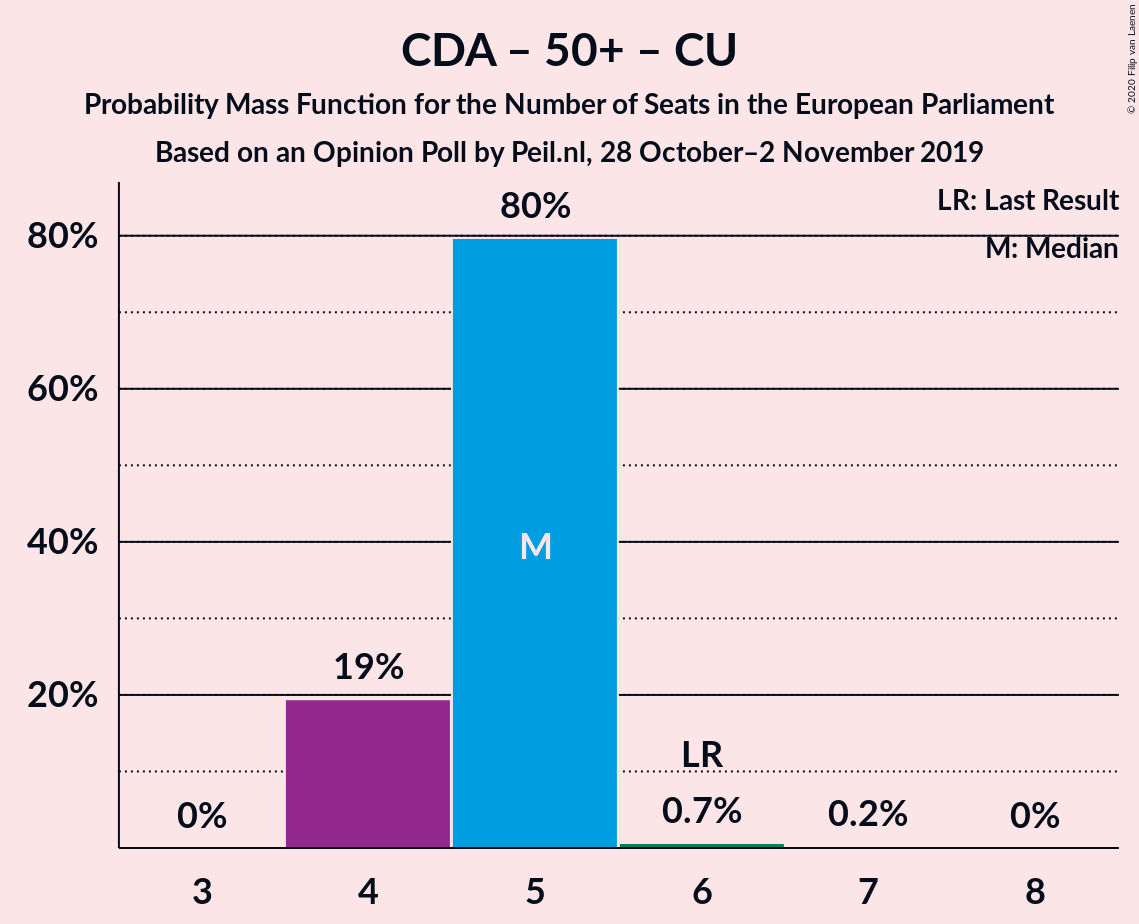 CDA – 50+ – CU
Probability Mass Function for the Number of Seats in the European Parliament
Based on an Opinion Poll by Peil.nl, 28 October–2 November 2019
© 2020 Filip van Laenen
LR: Last Result
M: Median
80%
60%
40%
20%
0%
19%
80%
M
LR
0.7%
0.2%
0%
3
4
5
6
7
8